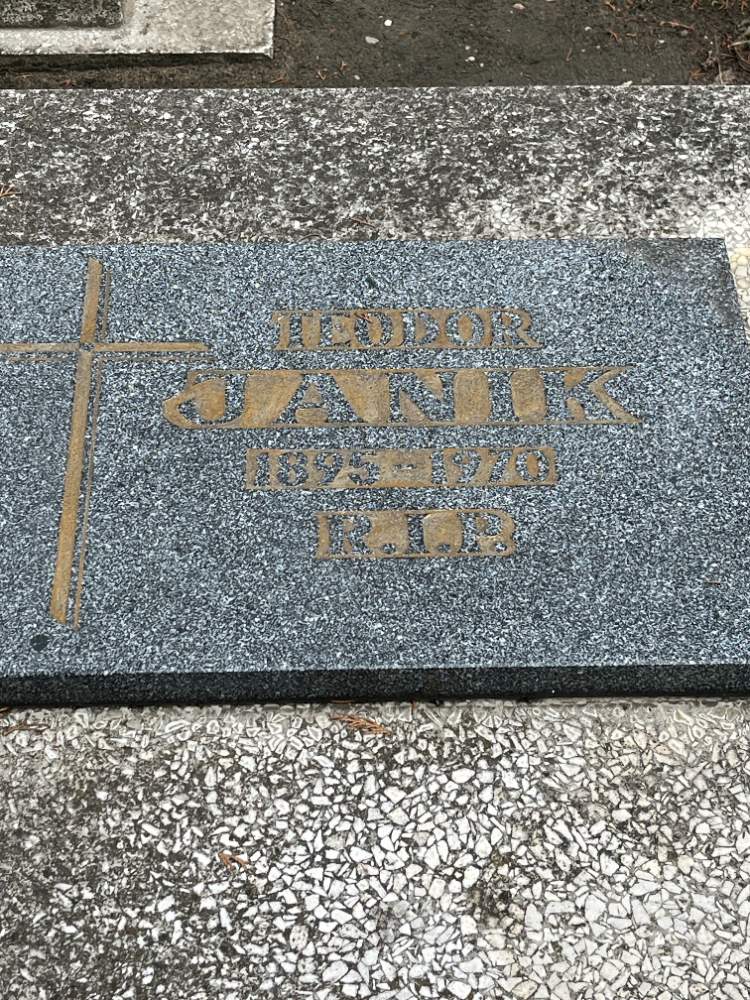 TEODOR
JANIK
1895-1970
R.I.P.